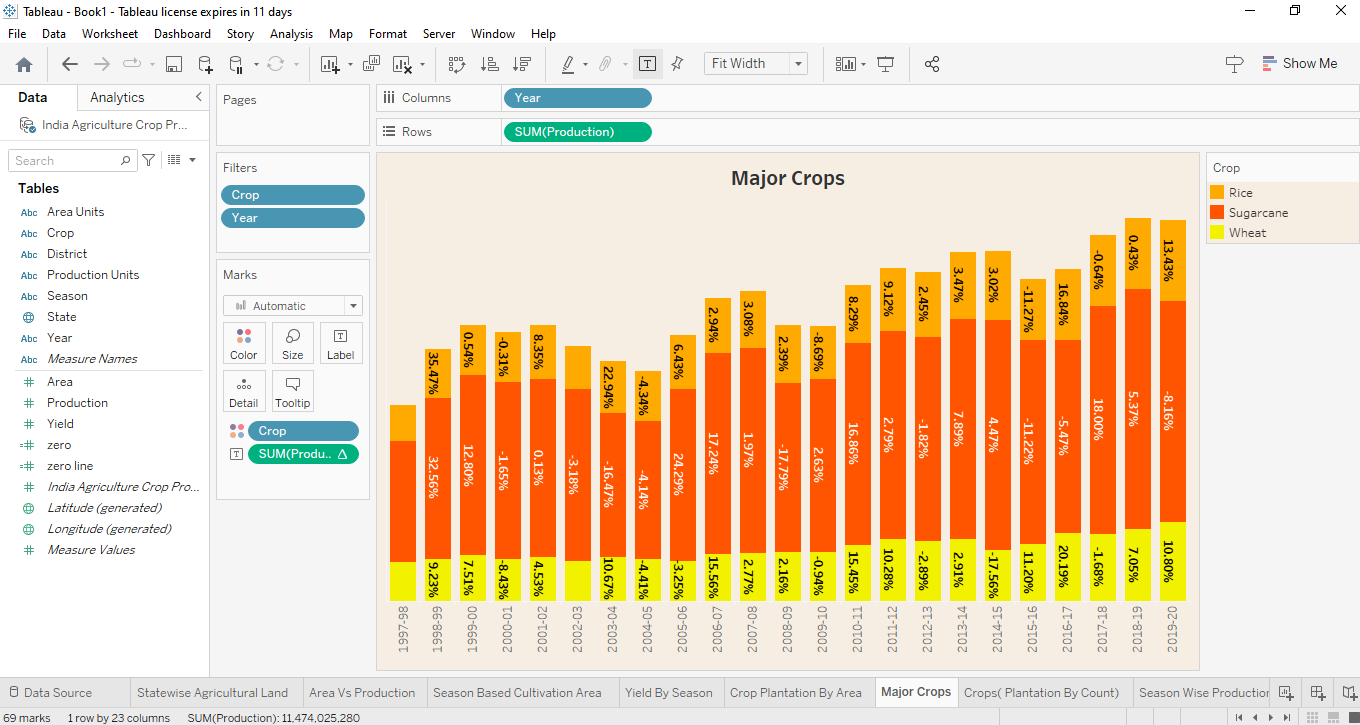 Tableau - Book1 - Tableau license expires in 11 days
File Data Worksheet Dashboard Story Analysis Map Format Server Window Help
Fit Width Show Me
Data Analytics
India Agriculture Crop Pr...
Search
Tables
Abc Area Units
Abc Crop
Abc District
Abc Production Units
Abc Season
State
Abc Year
Abc Measure Names
Area
Production
Yield
zero
zero line
India Agriculture Crop Pro...
Latitude (generated)
Longitude (generated)
Measure Values
Pages
Filters
Crop
Year
Marks
Automatic
Color Size Label
Detail Tooltip
Crop
SUM(Produ.. Δ
Columns Year
Rows SUM(Production)
Major Crops
35.47% 0.54% -0.31% 8.35% 22.94% -4.34% 6.43% 2.94% 3.08% 2.39% -8.69% 8.29% 9.12% 2.45% 3.47% 3.02% -11.27% 16.84% -0.64% 0.43% 13.43%
32.56% 12.80% -1.65% 0.13% -3.18% -16.47% -4.14% 24.29% 17.24% 1.97% -17.79% 2.63% 16.86% 2.79% -1.82% 7.89% 4.47% -11.22% -5.47% 18.00% 5.37% -8.16%
9.23% 7.51% -8.43% 4.53% 10.67% -4.41% -3.25% 15.56% 2.77% 2.16% -0.94% 15.45% 10.28% -2.89% 2.91% -17.56% 11.20% 20.19% -1.68% 7.05% 10.80%
1997-98 1998-99 1999-00 2000-01 2001-02 2002-03 2003-04 2004-05 2005-06 2006-07 2007-08 2008-09 2009-10 2010-11 2011-12 2012-13 2013-14 2014-15 2015-16 2016-17 2017-18 2018-19 2019-20
Crop
Rice
Sugarcane
Wheat
Data Source Statewise Agricultural Land Area Vs Production Season Based Cultivation Area Yield By Season Crop Plantation By Area Major Crops Crops( Plantation By Count) Season Wise Production
69 marks 1 row by 23 columns SUM(Production): 11,474,025,280